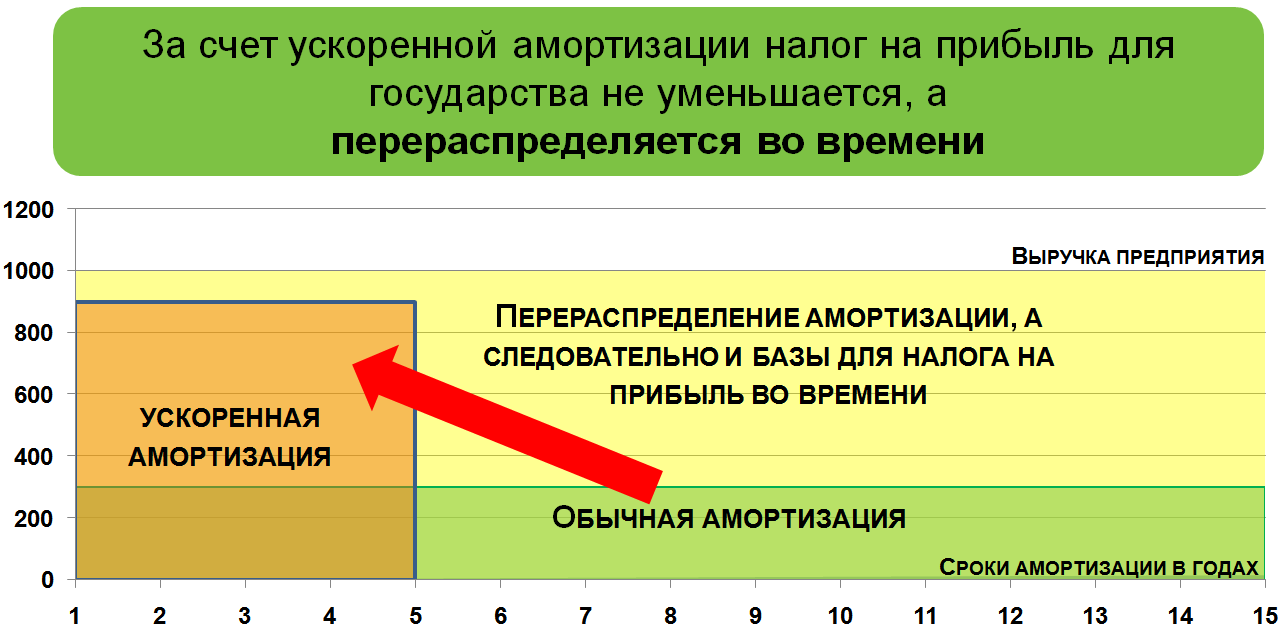 За счет ускоренной амортизации налог на прибыль для
государства не уменьшается, а
перераспределяется во времени
1200
Выручка предприятия
1000
Перераспределение амортизации, а
800
следовательно и базы для налога на
прибыль во времени
600
ускоренная
амортизация
400
Обычная амортизация
200
Сроки амортизации в годах
0
1 2 3 4 5 6 7 8 9 10 11 12 13 14 15